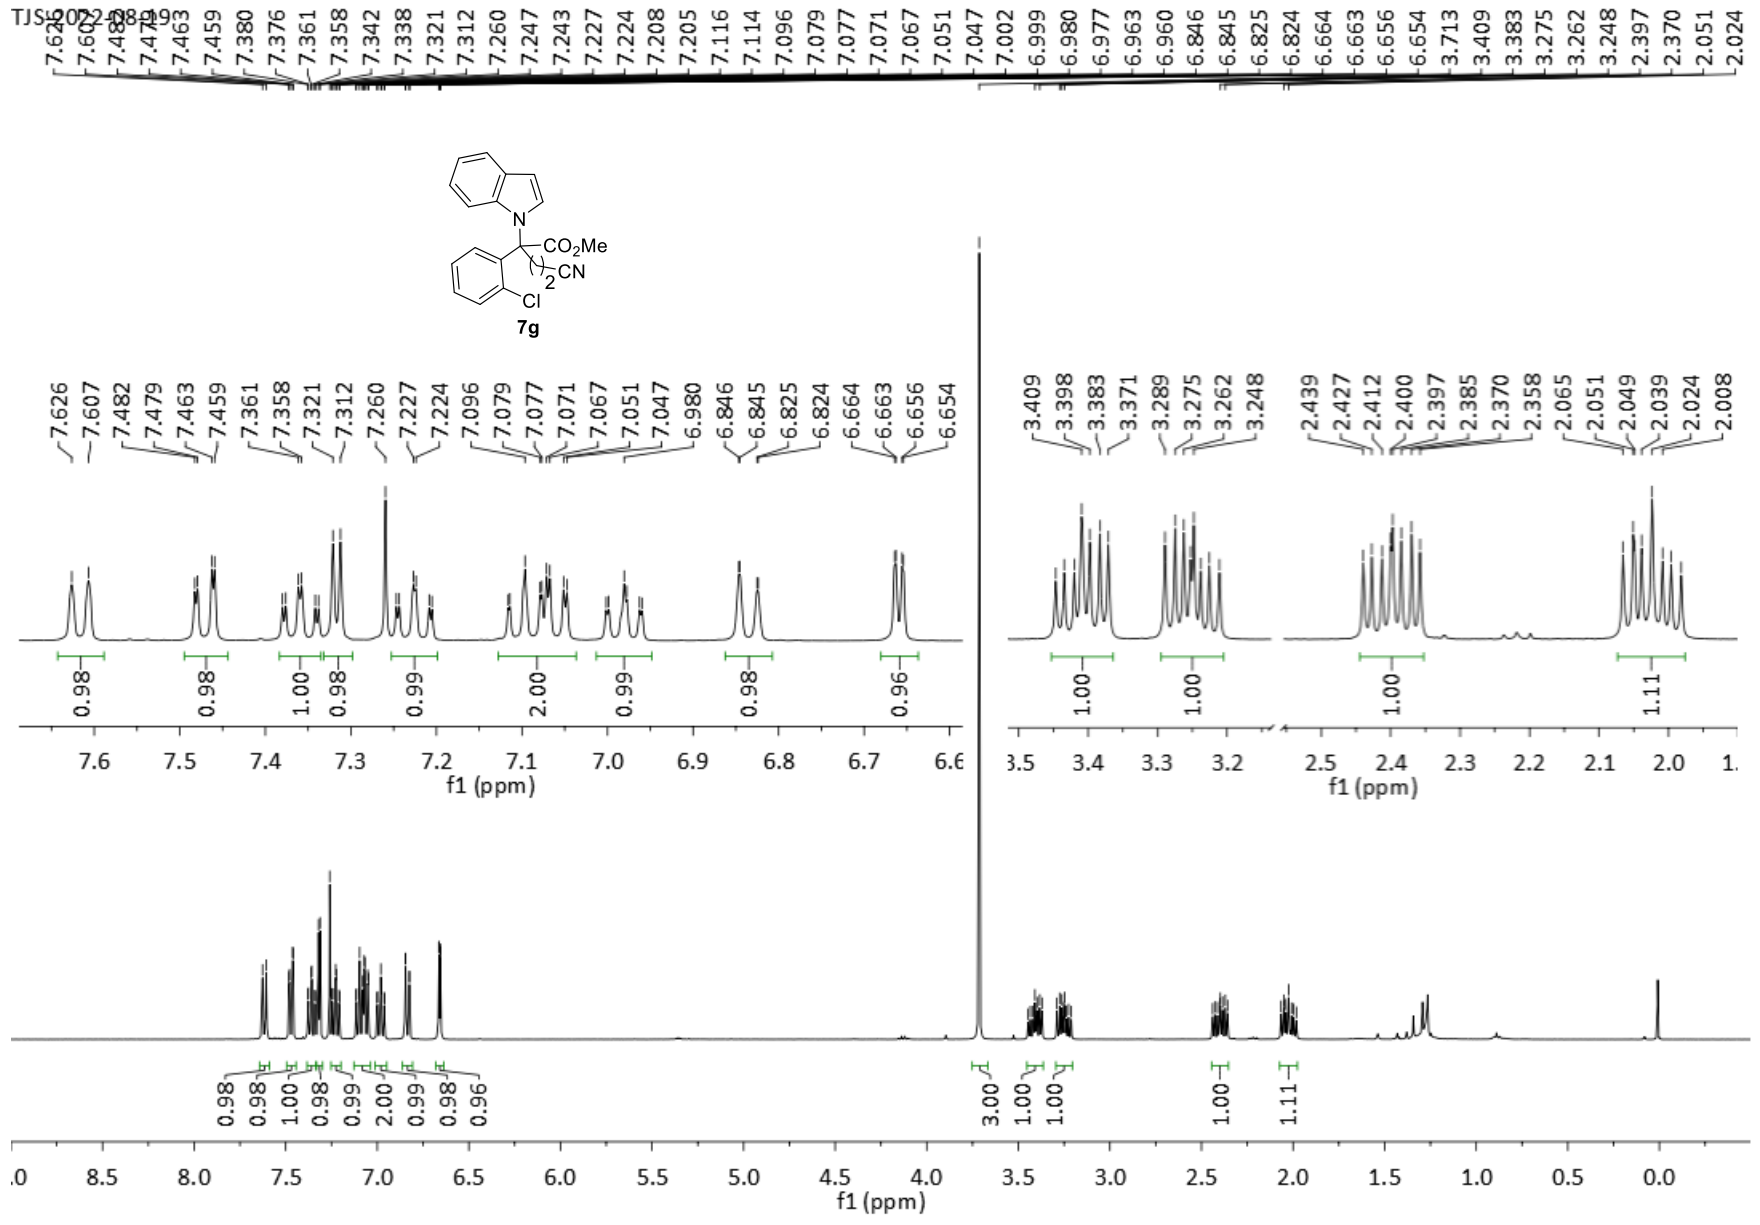 TJS-2022-08-19
7.626 7.607 7.482 7.479 7.463 7.459 7.380 7.376 7.361 7.358 7.342 7.338 7.321 7.312 7.260 7.247 7.243 7.227 7.224 7.208 7.205 7.116 7.114 7.096 7.079 7.077 7.071 7.067 7.051 7.047 7.002 6.999 6.980 6.977 6.963 6.960 6.846 6.845 6.825 6.824 6.664 6.663 6.656 6.654 3.713 3.409 3.383 3.275 3.262 3.248 2.397 2.370 2.051 2.024
N
CO2Me
( )2 CN
Cl
7g
7.626 7.607 7.482 7.479 7.463 7.459 7.361 7.358 7.321 7.312 7.260 7.227 7.224 7.096 7.079 7.077 7.071 7.067 7.051 7.047 6.980 6.846 6.845 6.825 6.824 6.664 6.663 6.656 6.654
3.409 3.398 3.383 3.371 3.289 3.275 3.262 3.248 2.439 2.427 2.412 2.400 2.397 2.385 2.370 2.358 2.065 2.051 2.049 2.039 2.024 2.008
0.98 0.98 1.00 0.98 0.99 2.00 0.99 0.98 0.96
1.00 1.00 1.00 1.11
7.6 7.5 7.4 7.3 7.2 7.1 7.0 6.9 6.8 6.7 6.6
f1 (ppm)
3.5 3.4 3.3 3.2 2.5 2.4 2.3 2.2 2.1 2.0 1.
f1 (ppm)
0.98 0.98 1.00 0.98 0.99 2.00 0.99 0.98 0.96 3.00 1.00 1.00 1.00 1.11
.0 8.5 8.0 7.5 7.0 6.5 6.0 5.5 5.0 4.5 4.0 3.5 3.0 2.5 2.0 1.5 1.0 0.5 0.0
f1 (ppm)